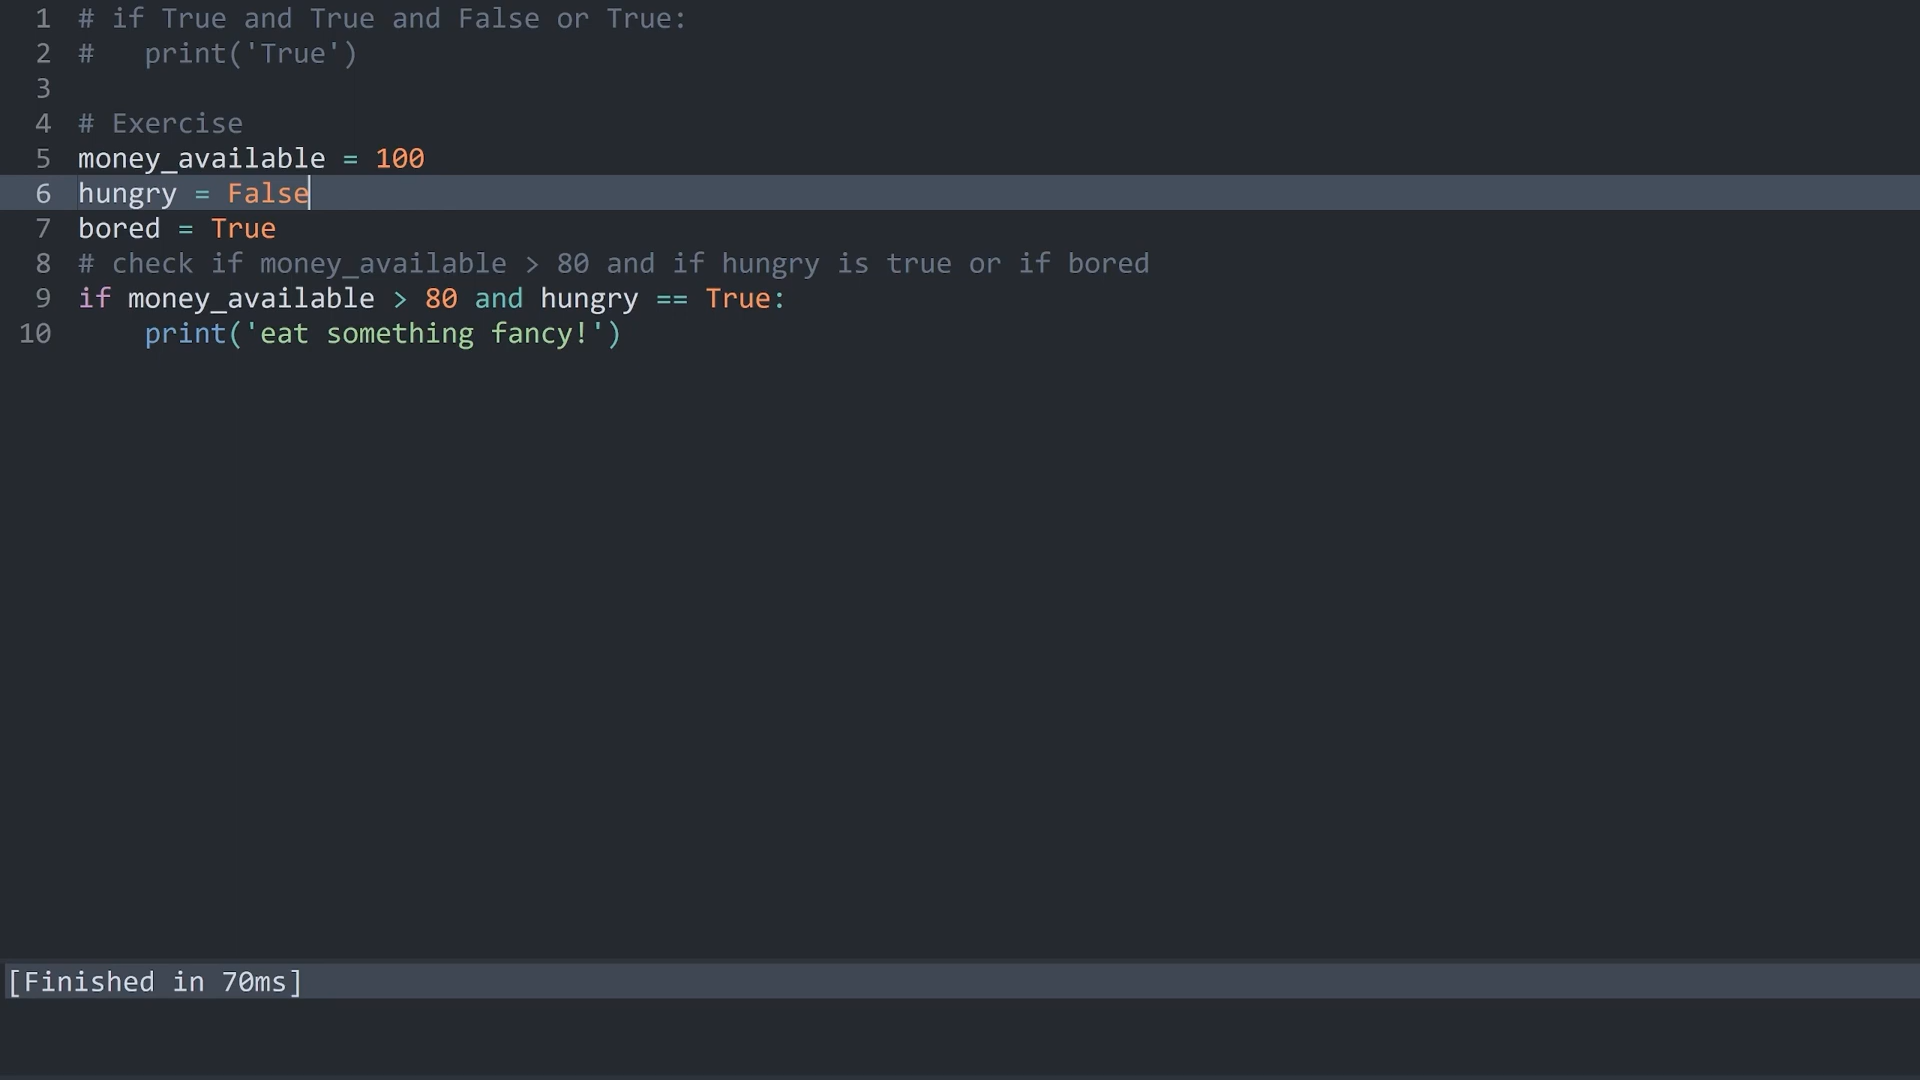 1 # if True and True and False or True:
2 #   print('True')
3
4 # Exercise
5 money_available = 100
6 hungry = False
7 bored = True
8 # check if money_available > 80 and if hungry is true or if bored
9 if money_available > 80 and hungry == True:
10     print('eat something fancy!')
[Finished in 70ms]